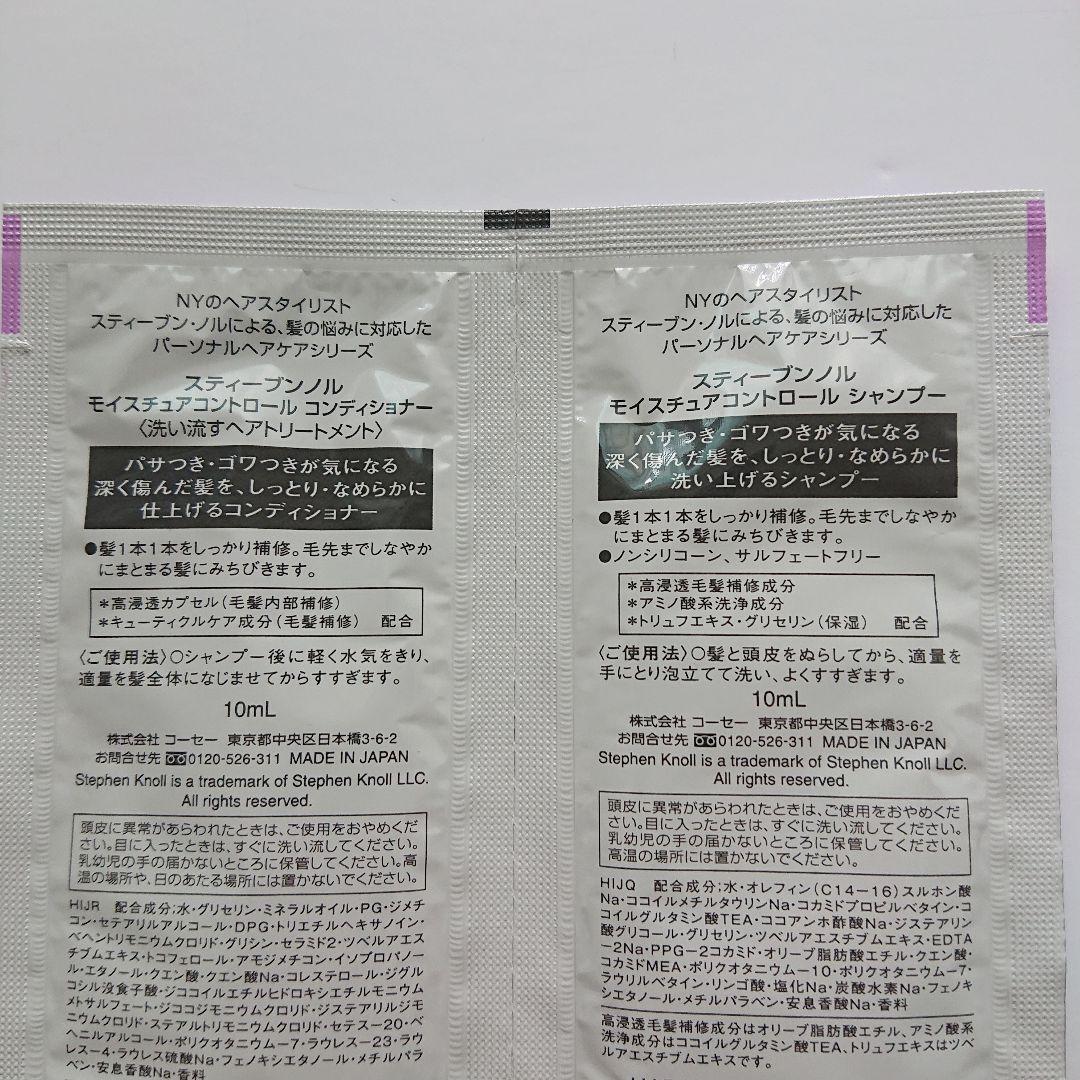 NYのヘアスタイリスト
スティーブン・ノルによる、髪の悩みに対応した
パーソナルヘアケアシリーズ
スティーブンノル
モイスチュアコントロール コンディショナー
〈洗い流すヘアトリートメント〉
パサつき・ゴワつきが気になる
深く傷んだ髪を、しっとり・なめらかに
仕上げるコンディショナー
●髪1本1本をしっかり補修。毛先までしなやか
にまとまる髪にみちびきます。
＊高浸透カプセル（毛髪内部補修）
＊キューティクルケア成分（毛髪補修） 配合
〈ご使用法〉○シャンプー後に軽く水気をきり、
適量を髪全体になじませてからすすぎます。
10mL
株式会社 コーセー 東京都中央区日本橋3-6-2
お問合せ先 0120-526-311 MADE IN JAPAN
Stephen Knoll is a trademark of Stephen Knoll LLC.
All rights reserved.
頭皮に異常があらわれたときは、ご使用をおやめくだ
さい。目に入ったときは、すぐに洗い流してください。
乳幼児の手の届かないところに保管してください。高
温の場所や、日のあたる場所には置かないでください。
HIJR 配合成分;水・グリセリン・ミネラルオイル・PG・ジメチ
コン・セテアリルアルコール・DPG・トリエチルヘキサノイン・
ベヘントリモニウムクロリド・グリシン・セラミド2・ツベルアエス
チブムエキス・トコフェロール・アモジメチコン・イソプロパノー
ル・エタノール・クエン酸・クエン酸Na・コレステロール・ジグル
コシル没食子酸・ジココイルエチルヒドロキシエチルモニウム
メトサルフェート・ジココジモニウムクロリド・ジステアリルジモ
ニウムクロリド・ステアルトリモニウムクロリド・セテス－20・ベ
ヘニルアルコール・ポリクオタニウム－7・ラウレス－23・ラウ
レス－4・ラウレス硫酸Na・フェノキシエタノール・メチルパラ
ベン・安息香酸Na・香料
NYのヘアスタイリスト
スティーブン・ノルによる、髪の悩みに対応した
パーソナルヘアケアシリーズ
スティーブンノル
モイスチュアコントロール シャンプー
パサつき・ゴワつきが気になる
深く傷んだ髪を、しっとり・なめらかに
洗い上げるシャンプー
●髪1本1本をしっかり補修。毛先までしなやか
にまとまる髪にみちびきます。
●ノンシリコーン、サルフェートフリー
＊高浸透毛髪補修成分
＊アミノ酸系洗浄成分
＊トリュフエキス・グリセリン（保湿） 配合
〈ご使用法〉○髪と頭皮をぬらしてから、適量を
手にとり泡立てて洗い、よくすすぎます。
10mL
株式会社 コーセー 東京都中央区日本橋3-6-2
お問合せ先 0120-526-311 MADE IN JAPAN
Stephen Knoll is a trademark of Stephen Knoll LLC.
All rights reserved.
頭皮に異常があらわれたときは、ご使用をおやめくだ
さい。目に入ったときは、すぐに洗い流してください。
乳幼児の手の届かないところに保管してください。
高温の場所には置かないでください。
HIJQ 配合成分;水・オレフィン（C14－16）スルホン酸
Na・ココイルメチルタウリンNa・コカミドプロピルベタイン・コ
コイルグルタミン酸TEA・ココアンホ酢酸Na・ジステアリン
酸グリコール・グリセリン・ツベルアエスチブムエキス・EDTA
－2Na・PPG－2コカミド・オリーブ脂肪酸エチル・クエン酸・
コカミドMEA・ポリクオタニウム－10・ポリクオタニウム－7・
ラウリルベタイン・リンゴ酸・塩化Na・炭酸水素Na・フェノキ
シエタノール・メチルパラベン・安息香酸Na・香料
高浸透毛髪補修成分はオリーブ脂肪酸エチル、アミノ酸系
洗浄成分はココイルグルタミン酸TEA、トリュフエキスはツベ
ルアエスチブムエキスです。